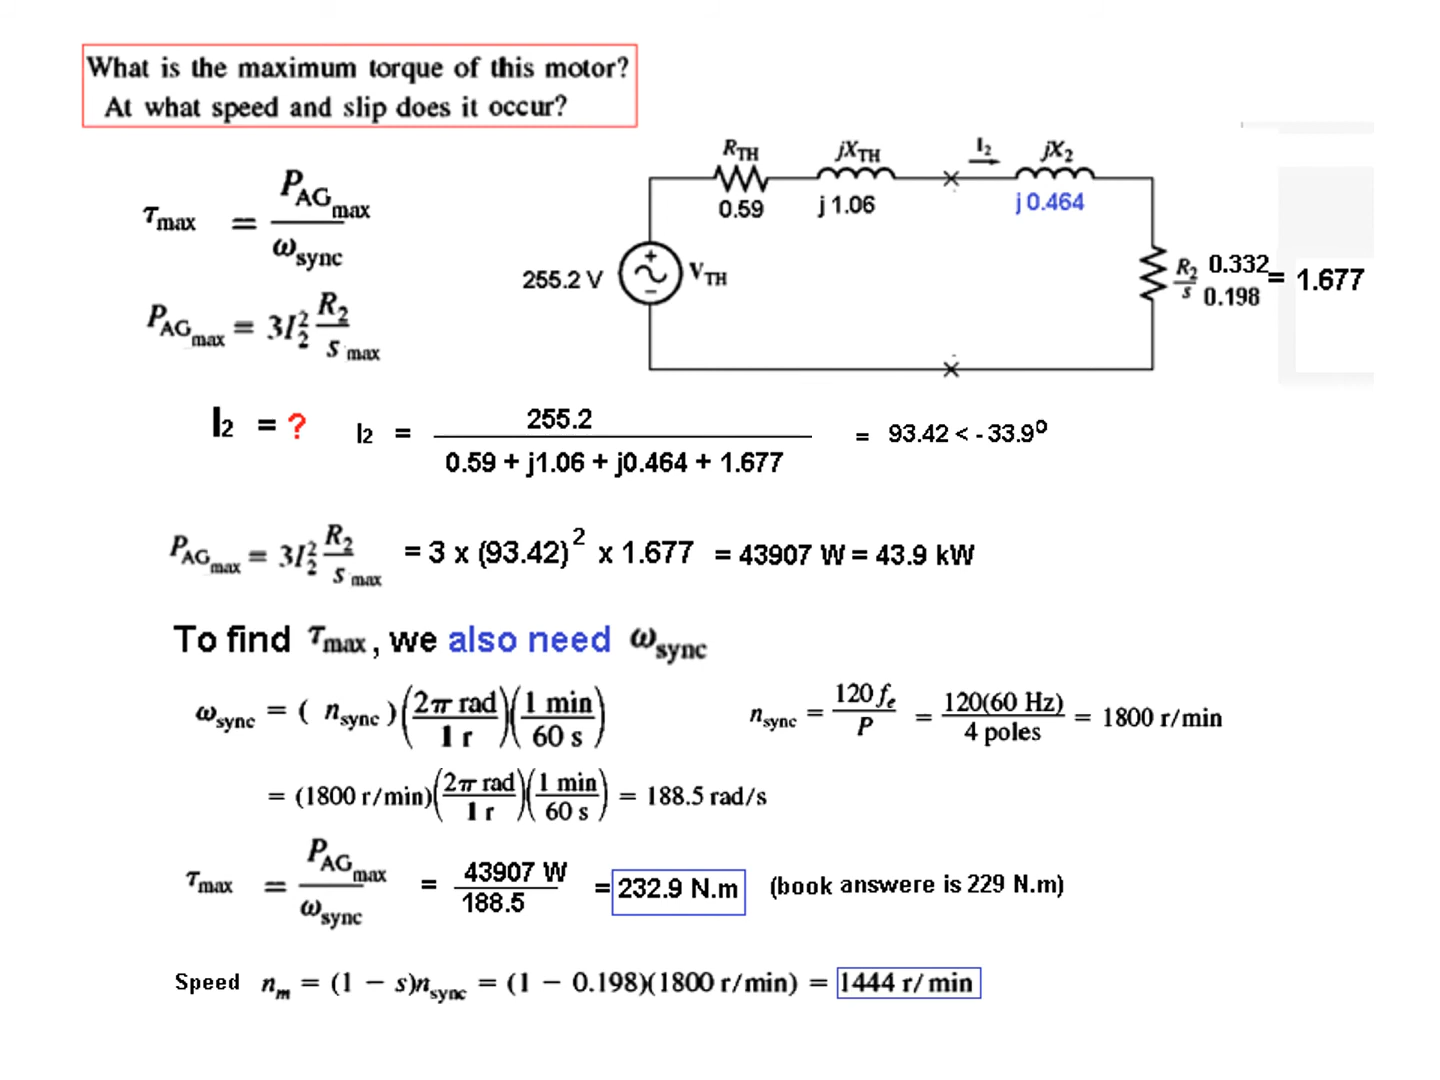 What is the maximum torque of this motor?
At what speed and slip does it occur?
τmax = PAGmax / ωsync
PAGmax = 3I₂² R₂/s max
RTH jXTH I₂ jX₂
0.59 j 1.06 j 0.464
255.2 V + − VTH R₂/s 0.332/0.198 = 1.677
I₂ = ? I₂ = 255.2 / 0.59 + j1.06 + j0.464 + 1.677 = 93.42 < - 33.9⁰
PAGmax = 3I₂² R₂/s max = 3 x (93.42)² x 1.677 = 43907 W = 43.9 kW
To find τmax, we also need ωsync
ωsync = ( nsync )(2π rad / 1 r)(1 min / 60 s) nsync = 120fe / P = 120(60 Hz) / 4 poles = 1800 r/min
= (1800 r/min)(2π rad / 1 r)(1 min / 60 s) = 188.5 rad/s
τmax = PAGmax / ωsync = 43907 W / 188.5 = 232.9 N.m (book answere is 229 N.m)
Speed nm = (1 − s)nsync = (1 − 0.198)(1800 r/min) = 1444 r/ min